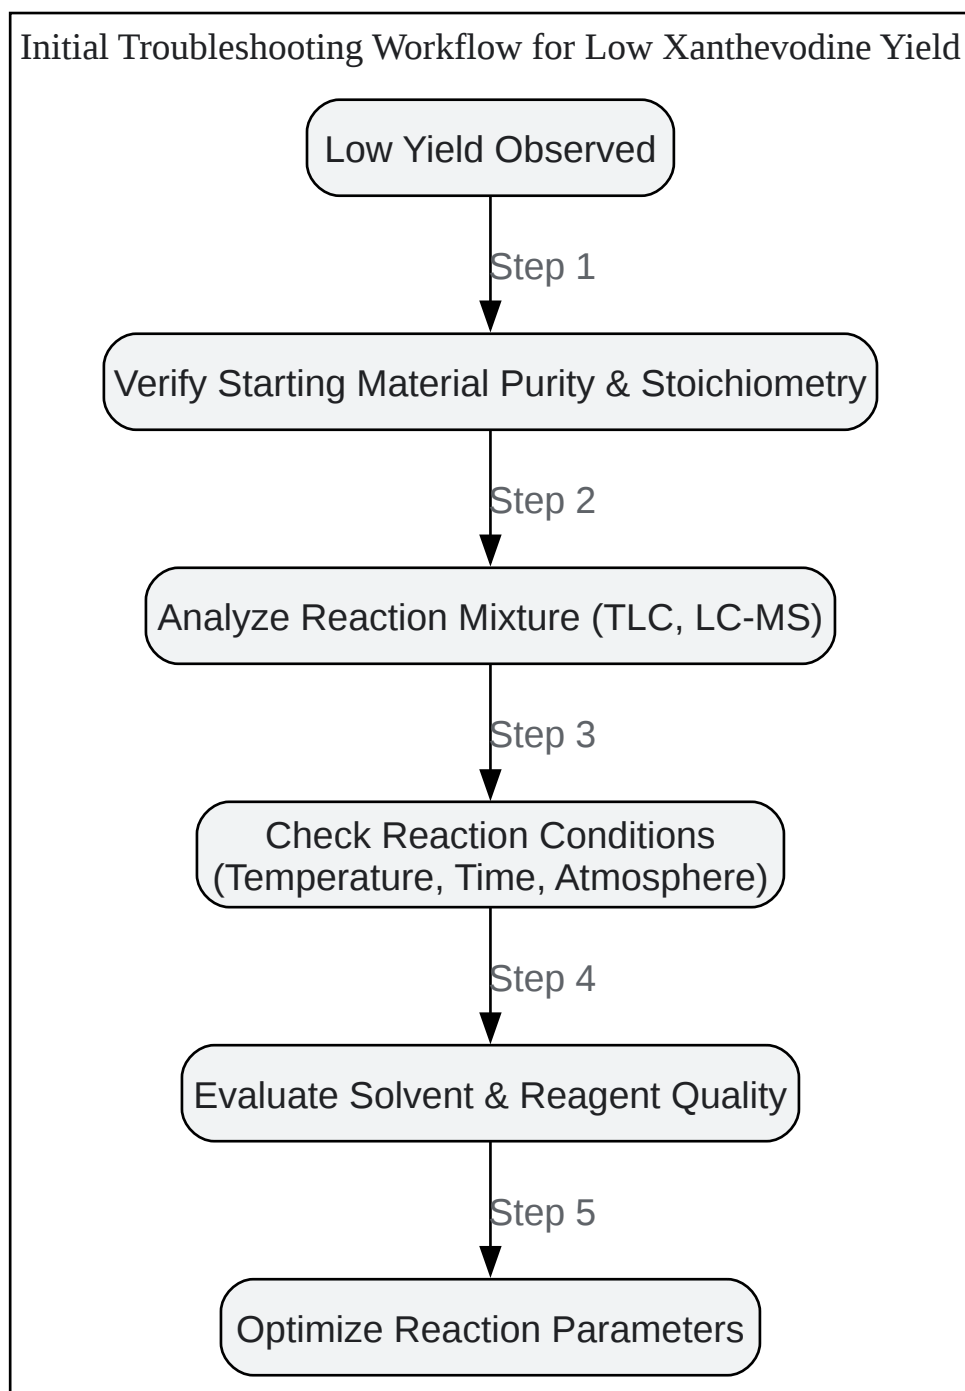 Initial Troubleshooting Workflow for Low Xanthevodine Yield
Low Yield Observed
Step 1
Verify Starting Material Purity & Stoichiometry
Step 2
Analyze Reaction Mixture (TLC, LC-MS)
Step 3
Check Reaction Conditions
(Temperature, Time, Atmosphere)
Step 4
Evaluate Solvent & Reagent Quality
Step 5
Optimize Reaction Parameters